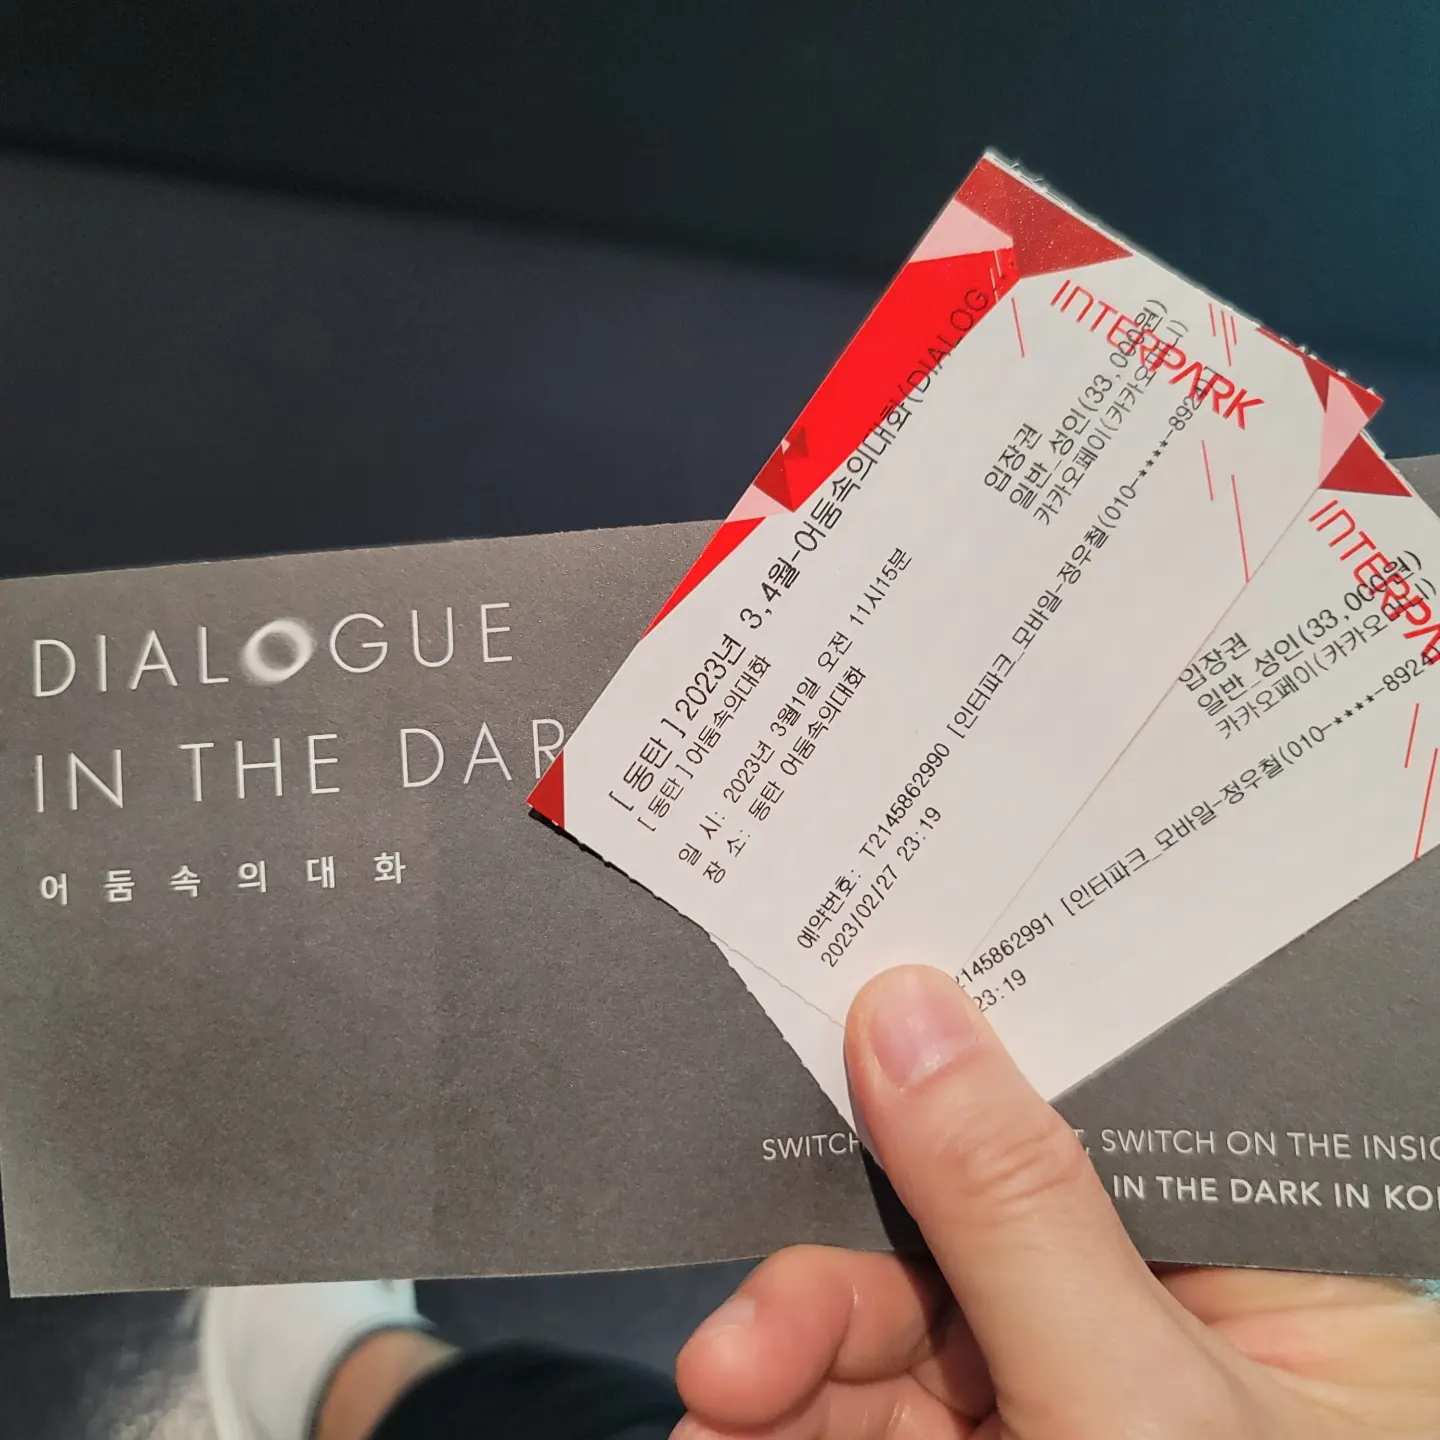 DIALOGUE
IN THE DAR
어둠속의대화
INTERPARK
[동탄] 2023년 3,4월-어둠속의대화(DIALOG
[동탄] 어둠속의대화
일 시: 2023년 3월1일 오전 11시15분
장 소: 동탄 어둠속의대화
입장권
일반_성인(33,000원)
카카오페이(카카오머니)
예약번호: T2145862990 [인터파크_모바일-정우철(010-****-892
2023/02/27 23:19
INTERPA
입장권
일반_성인(33,000원)
카카오페이(카카오머니)
2145862991 [인터파크_모바일-정우철(010-****-8924
23:19
SWITCH T, SWITCH ON THE INSI
IN THE DARK IN KO